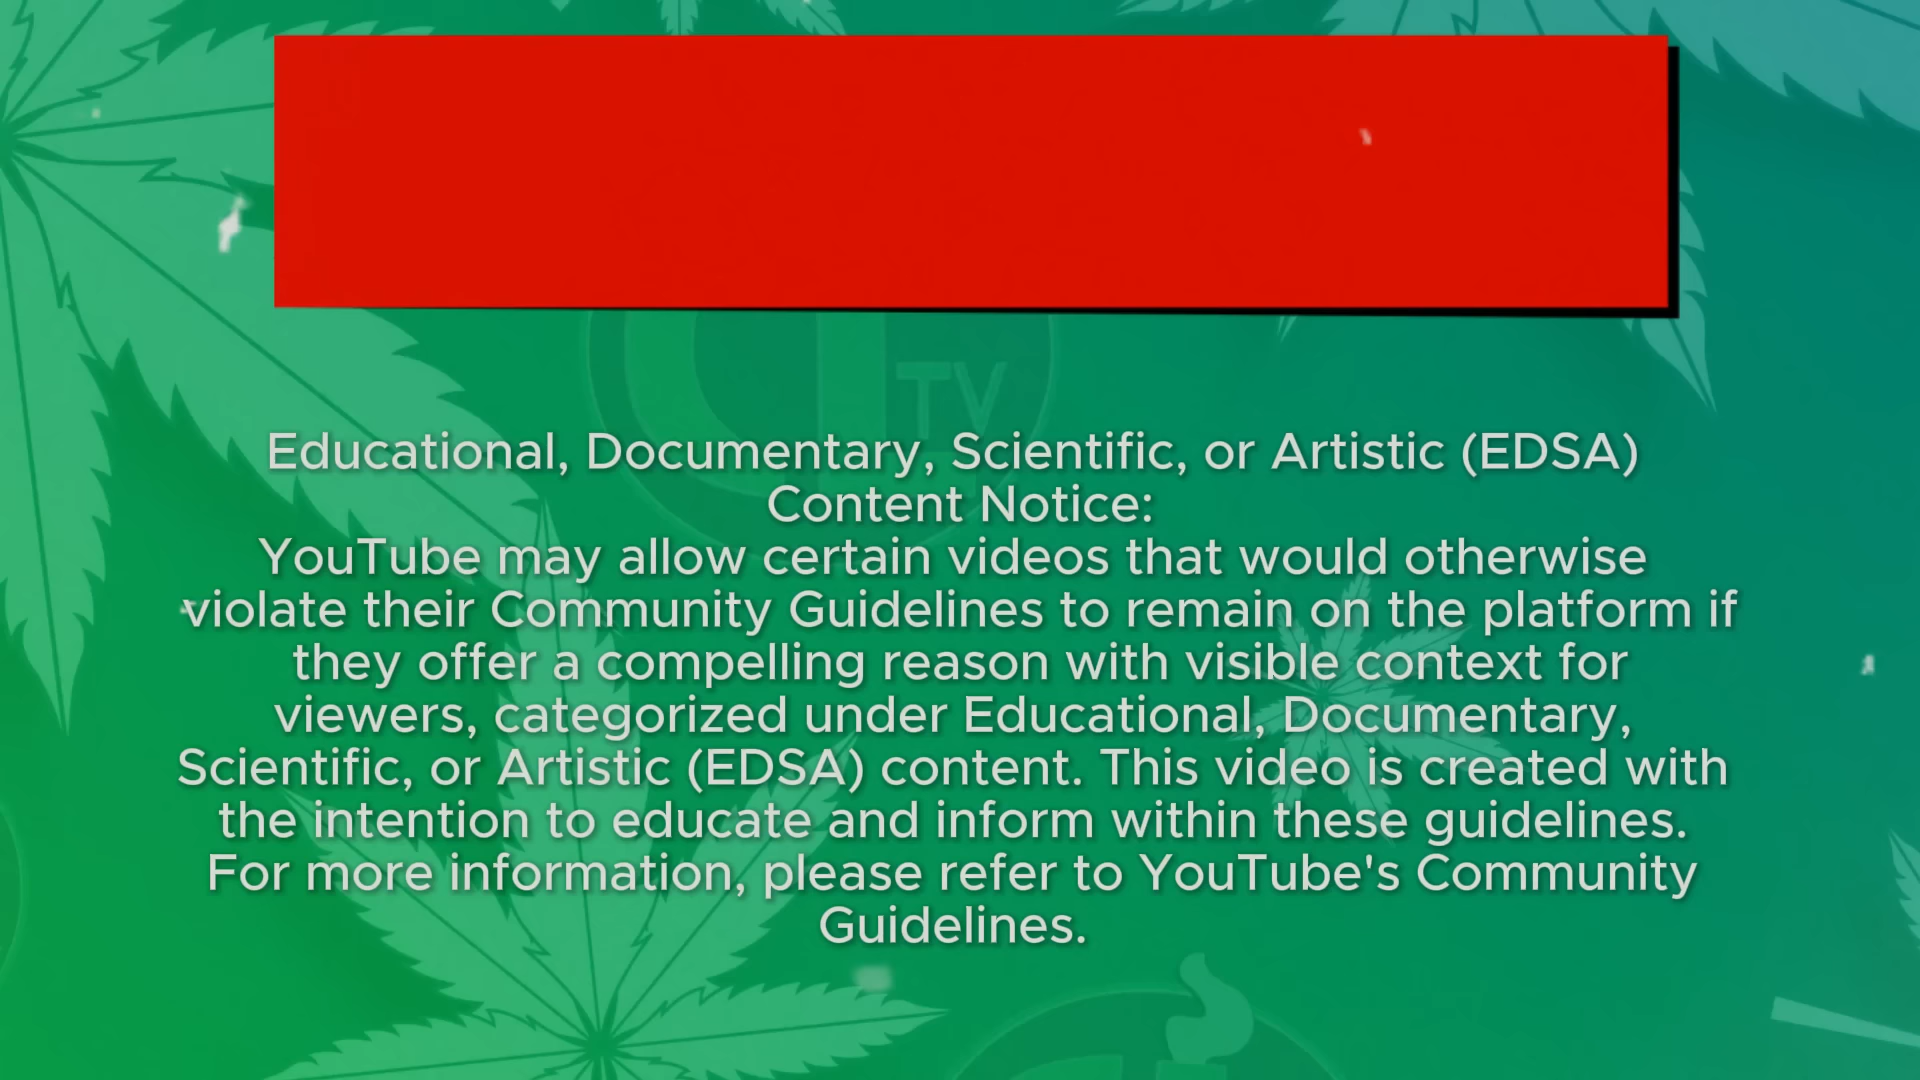 TV
Educational, Documentary, Scientific, or Artistic (EDSA)
Content Notice:
YouTube may allow certain videos that would otherwise
violate their Community Guidelines to remain on the platform if
they offer a compelling reason with visible context for
viewers, categorized under Educational, Documentary,
Scientific, or Artistic (EDSA) content. This video is created with
the intention to educate and inform within these guidelines.
For more information, please refer to YouTube's Community
Guidelines.